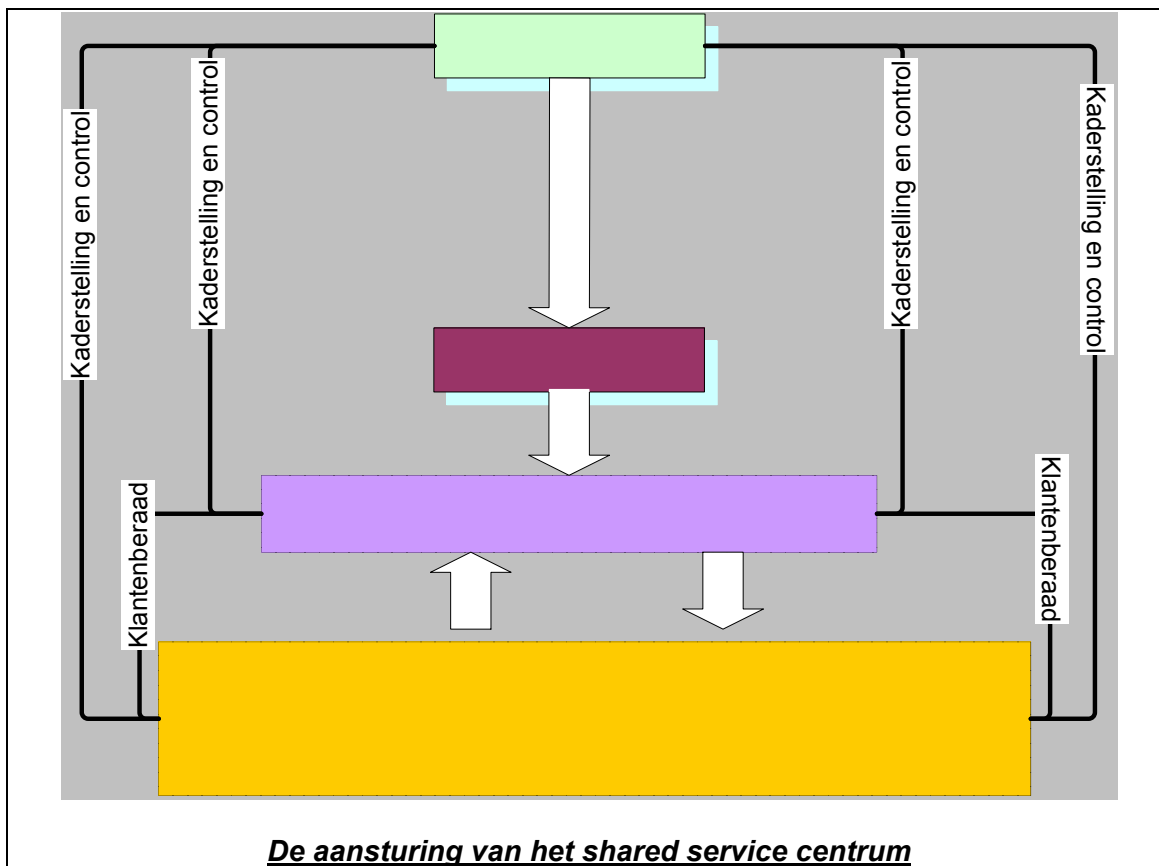 Kaderstelling en control
Kaderstelling en control
Kaderstelling en control
Kaderstelling en control
Klantenberaad
Klantenberaad
De aansturing van het shared service centrum